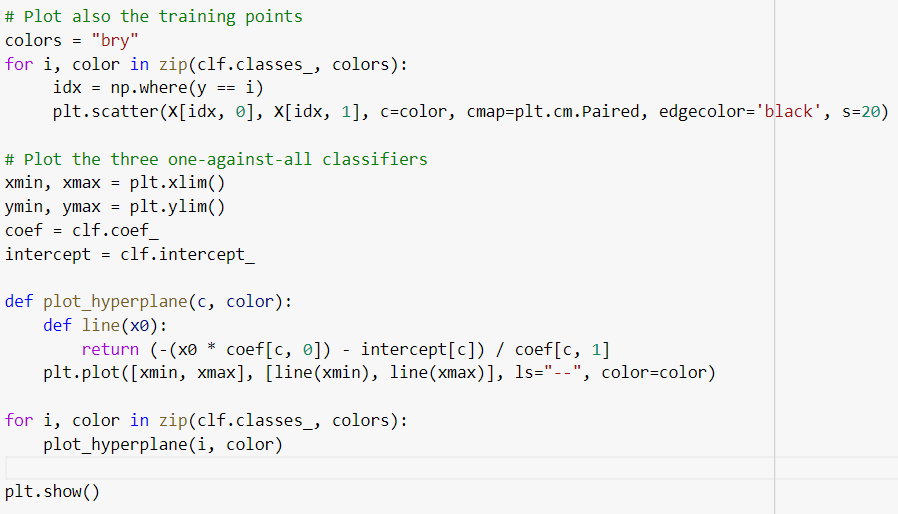 # Plot also the training points
colors = "bry"
for i, color in zip(clf.classes_, colors):
     idx = np.where(y == i)
     plt.scatter(X[idx, 0], X[idx, 1], c=color, cmap=plt.cm.Paired, edgecolor='black', s=20)

# Plot the three one-against-all classifiers
xmin, xmax = plt.xlim()
ymin, ymax = plt.ylim()
coef = clf.coef_
intercept = clf.intercept_

def plot_hyperplane(c, color):
    def line(x0):
        return (-(x0 * coef[c, 0]) - intercept[c]) / coef[c, 1]
    plt.plot([xmin, xmax], [line(xmin), line(xmax)], ls="--", color=color)

for i, color in zip(clf.classes_, colors):
    plot_hyperplane(i, color)

plt.show()